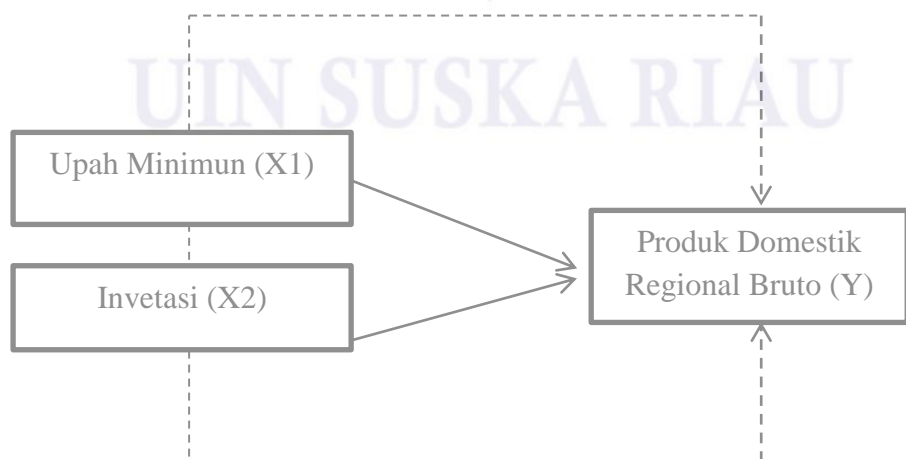 UIN SUSKA RIAU
Upah Minimun (X1)
Produk Domestik
Regional Bruto (Y)
Invetasi (X2)